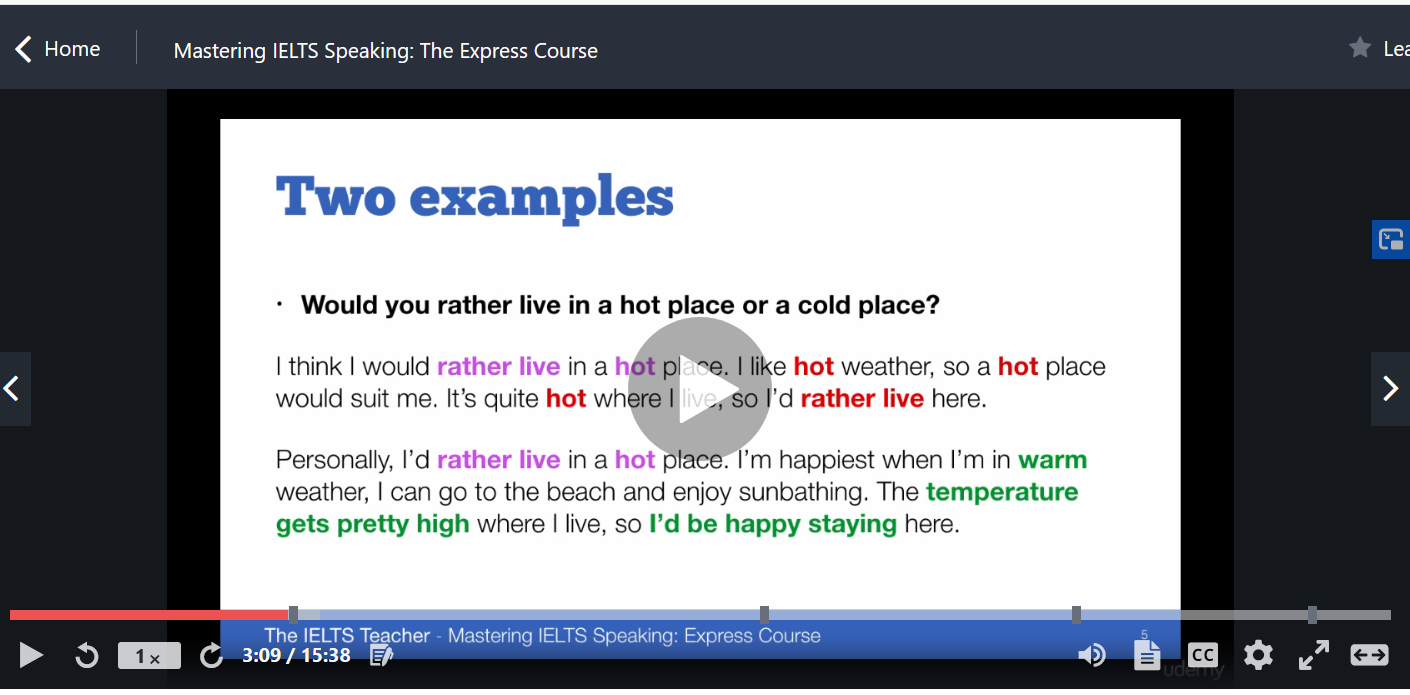 Home
Mastering IELTS Speaking: The Express Course
Lea
Two examples
· Would you rather live in a hot place or a cold place?
I think I would rather live in a hot place. I like hot weather, so a hot place
would suit me. It’s quite hot where I live, so I’d rather live here.
Personally, I’d rather live in a hot place. I’m happiest when I’m in warm
weather, I can go to the beach and enjoy sunbathing. The temperature
gets pretty high where I live, so I’d be happy staying here.
The IELTS Teacher - Mastering IELTS Speaking: Express Course
5
1x
3:09 / 15:38
CC
udemy